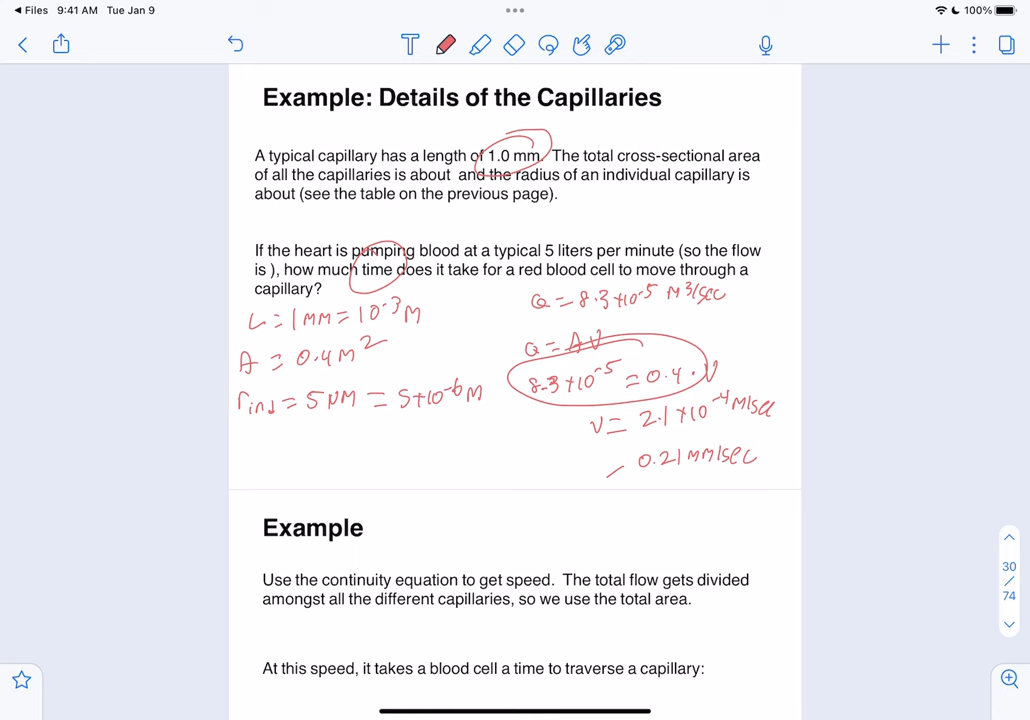 Files 9:41 AM Tue Jan 9 100%
Example: Details of the Capillaries
A typical capillary has a length of 1.0 mm. The total cross-sectional area
of all the capillaries is about and the radius of an individual capillary is
about (see the table on the previous page).
If the heart is pumping blood at a typical 5 liters per minute (so the flow
is ), how much time does it take for a red blood cell to move through a
capillary?
Q = 8.3 × 10^-5 M^3/SEC
L = 1 MM = 10^-3 M
Q = AV
A = 0.4 M^2
8.3 × 10^-5 = 0.4 · V
r ind = 5 µM = 5 × 10^-6 M
V = 2.1 × 10^-4 M/SEC
0.21 MM/SEC
Example
Use the continuity equation to get speed. The total flow gets divided
amongst all the different capillaries, so we use the total area.
At this speed, it takes a blood cell a time to traverse a capillary:
30
/
74